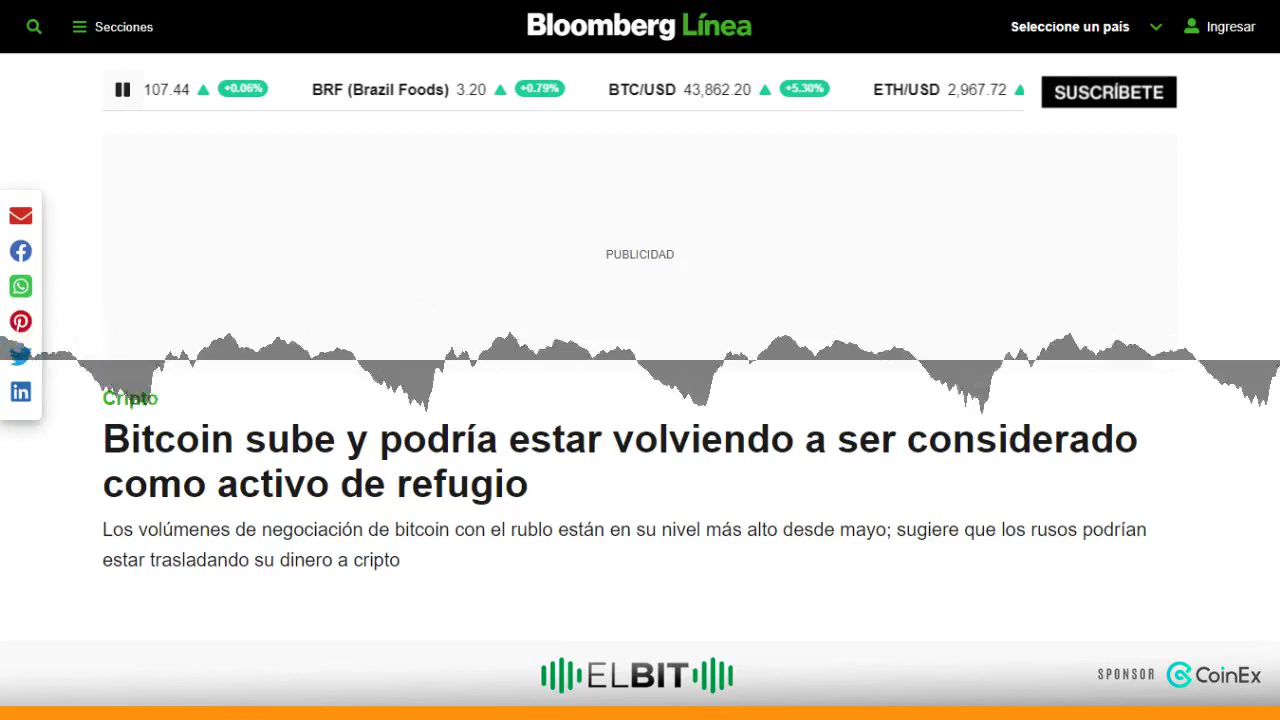 Secciones
Bloomberg Línea
Seleccione un país
Ingresar
107.44 +0.06% BRF (Brazil Foods) 3.20 +0.79% BTC/USD 43,862.20 +5.30% ETH/USD 2,967.72
SUSCRÍBETE
PUBLICIDAD
Cripto
Bitcoin sube y podría estar volviendo a ser considerado
como activo de refugio
Los volúmenes de negociación de bitcoin con el rublo están en su nivel más alto desde mayo; sugiere que los rusos podrían
estar trasladando su dinero a cripto
ELBIT
SPONSOR CoinEx